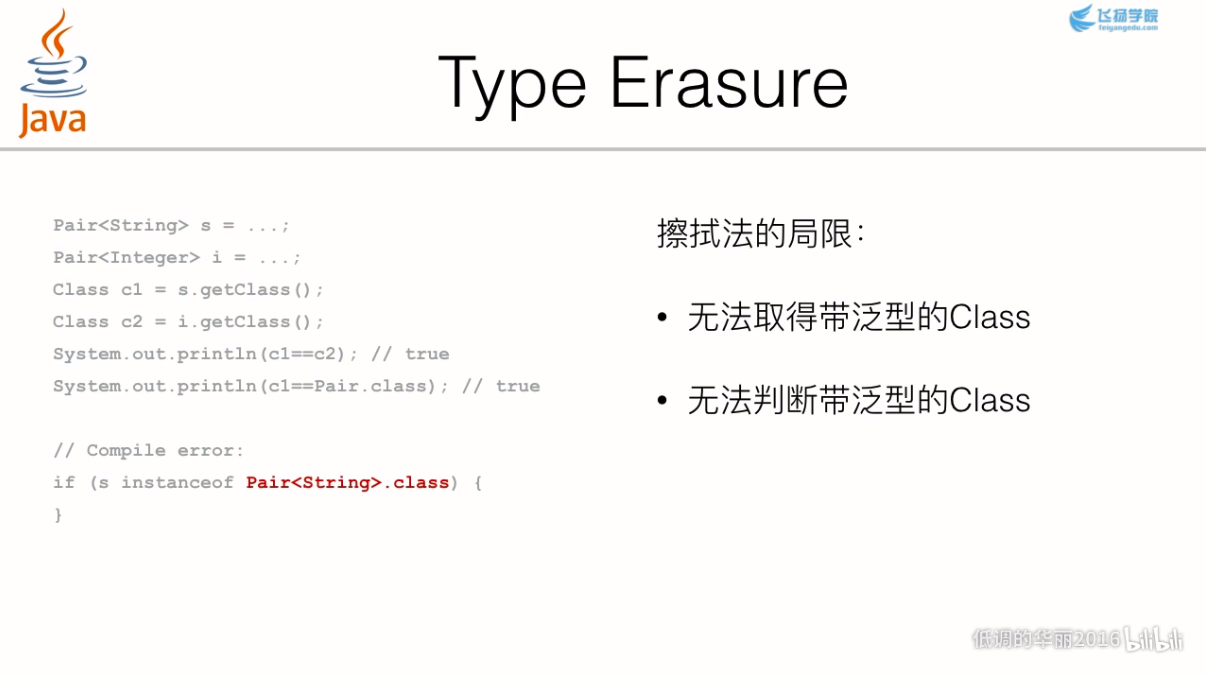 Java
飞扬学院
feiyangedu.com
Type Erasure
Pair<String> s = ...;
Pair<Integer> i = ...;
Class c1 = s.getClass();
Class c2 = i.getClass();
System.out.println(c1==c2); // true
System.out.println(c1==Pair.class); // true
// Compile error:
if (s instanceof Pair<String>.class) {
}
擦拭法的局限：
• 无法取得带泛型的Class
• 无法判断带泛型的Class
低调的华丽2016 bilibili